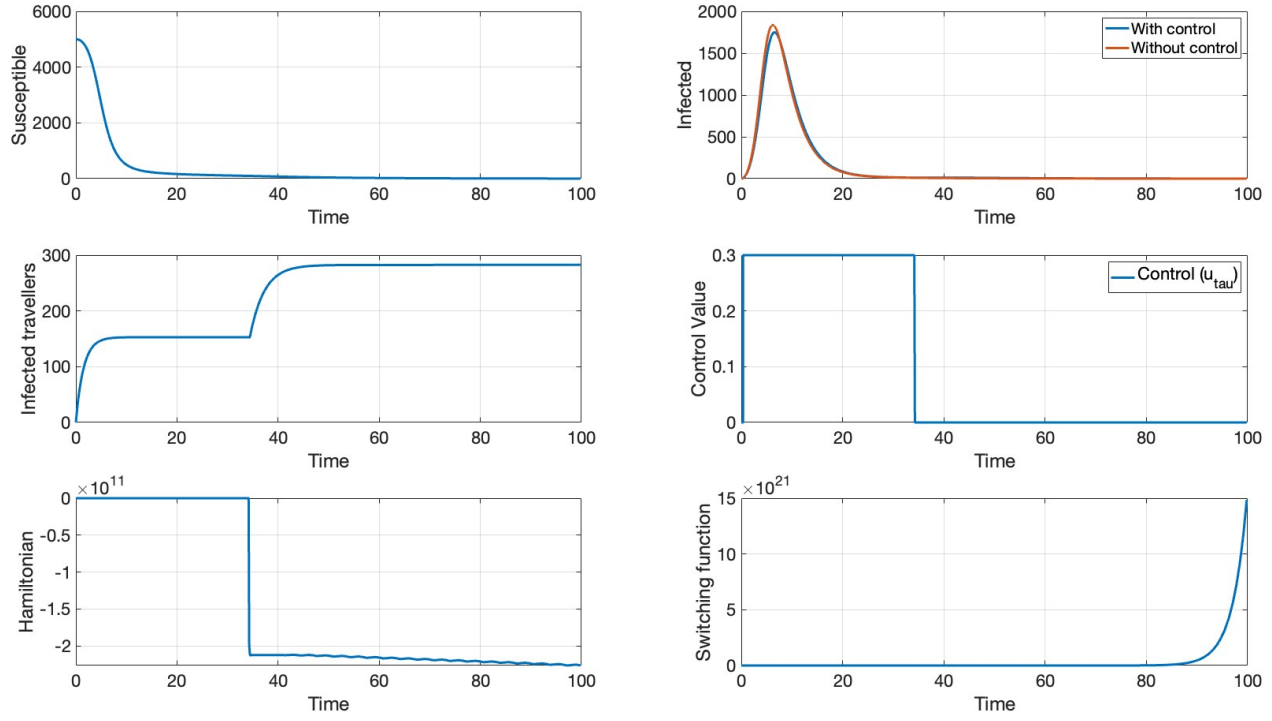 6000
4000
2000
0
Susceptible
0 20 40 60 80 100
Time
2000
1500
1000
500
0
Infected
With control
Without control
0 20 40 60 80 100
Time
300
200
100
0
Infected travellers
0 20 40 60 80 100
Time
0.3
0.2
0.1
0
Control Value
Control (u_tau)
0 20 40 60 80 100
Time
×10^11
0
-0.5
-1
-1.5
-2
Hamiltonian
0 20 40 60 80 100
Time
×10^21
15
10
5
0
Switching function
0 20 40 60 80 100
Time